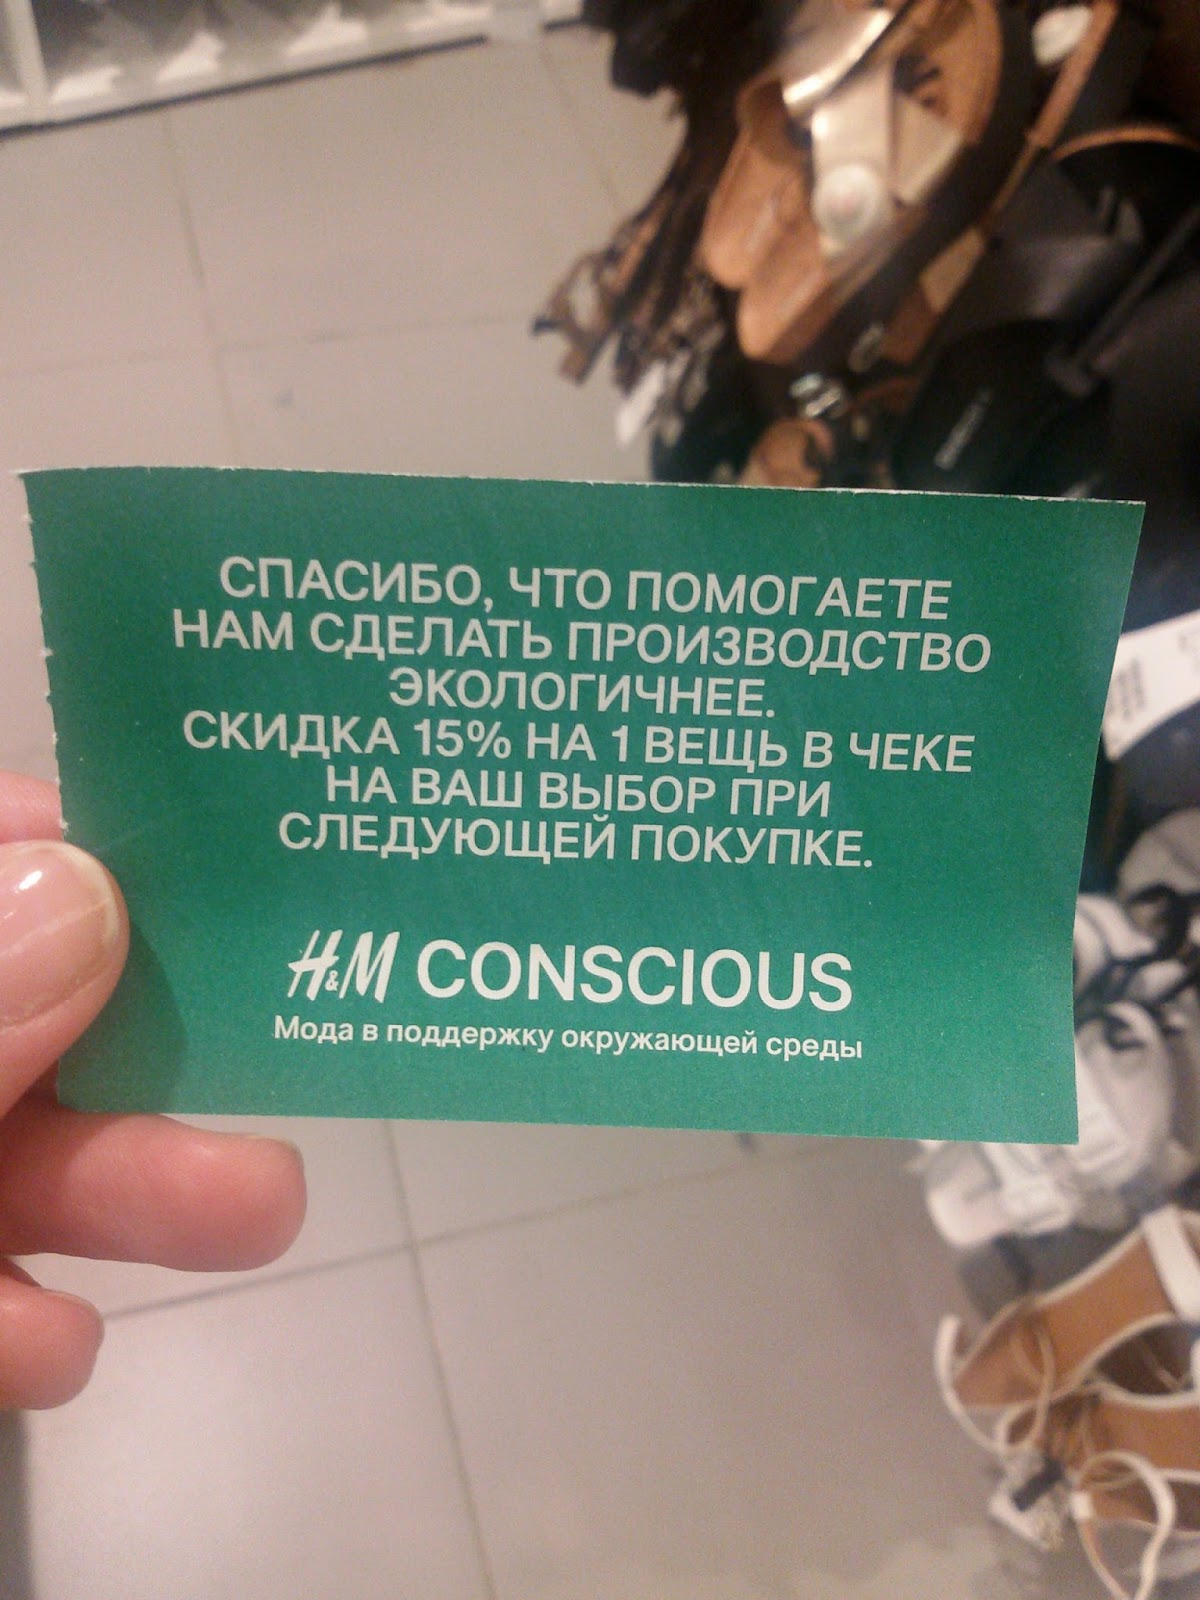 СПАСИБО, ЧТО ПОМОГАЕТЕ
НАМ СДЕЛАТЬ ПРОИЗВОДСТВО
ЭКОЛОГИЧНЕЕ.
СКИДКА 15% НА 1 ВЕЩЬ В ЧЕКЕ
НА ВАШ ВЫБОР ПРИ
СЛЕДУЮЩЕЙ ПОКУПКЕ.
H&M CONSCIOUS
Мода в поддержку окружающей среды